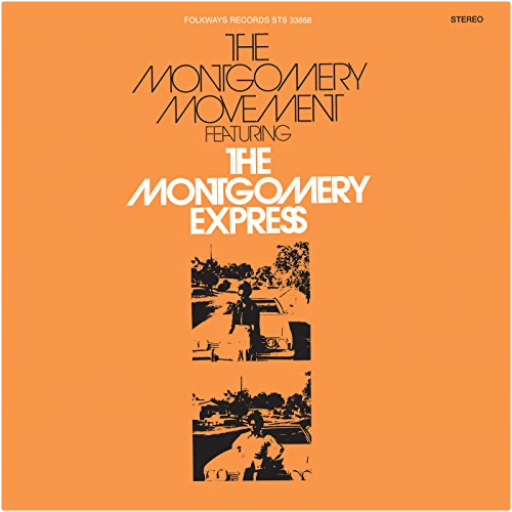 FOLKWAYS RECORDS STS 33868
STEREO
THE
MONTGOMERY
MOVEMENT
FEATURING
THE
MONTGOMERY
EXPRESS